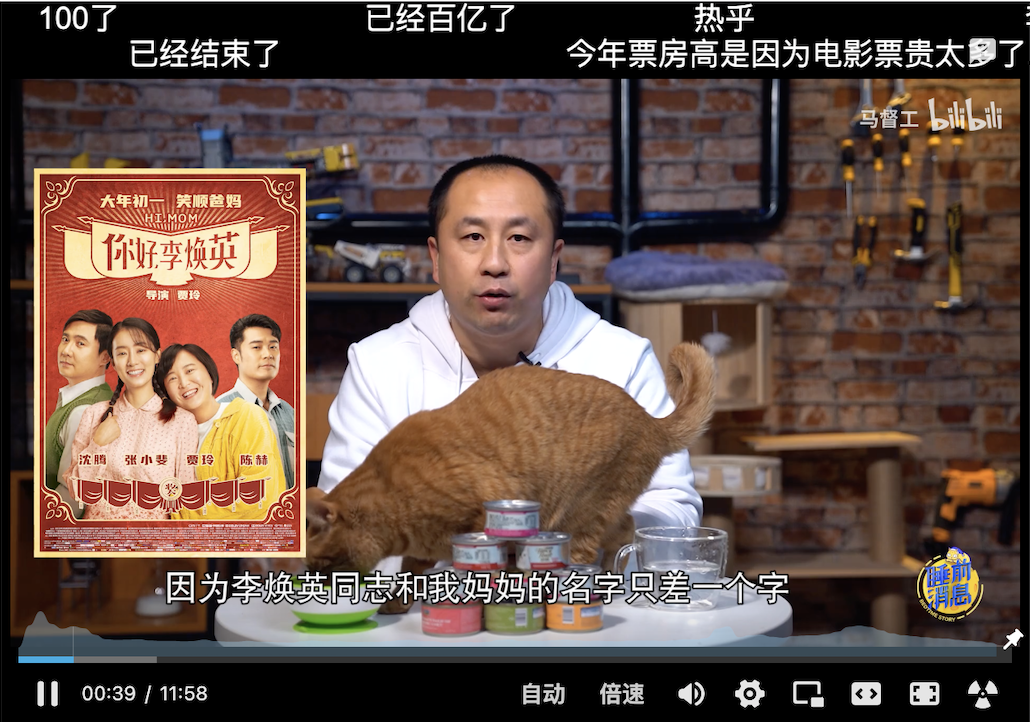 100了
已经百亿了
热乎
已经结束了
今年票房高是因为电影票贵太多了
马督工 bilibili
大年初一 笑顺爸妈
HI,MOM
你好,李焕英
导演 贾玲
沈腾 张小斐 贾玲 陈赫
因为李焕英同志和我妈妈的名字只差一个字
睡前消息
BEDTIME STORY
00:39 / 11:58
自动
倍速